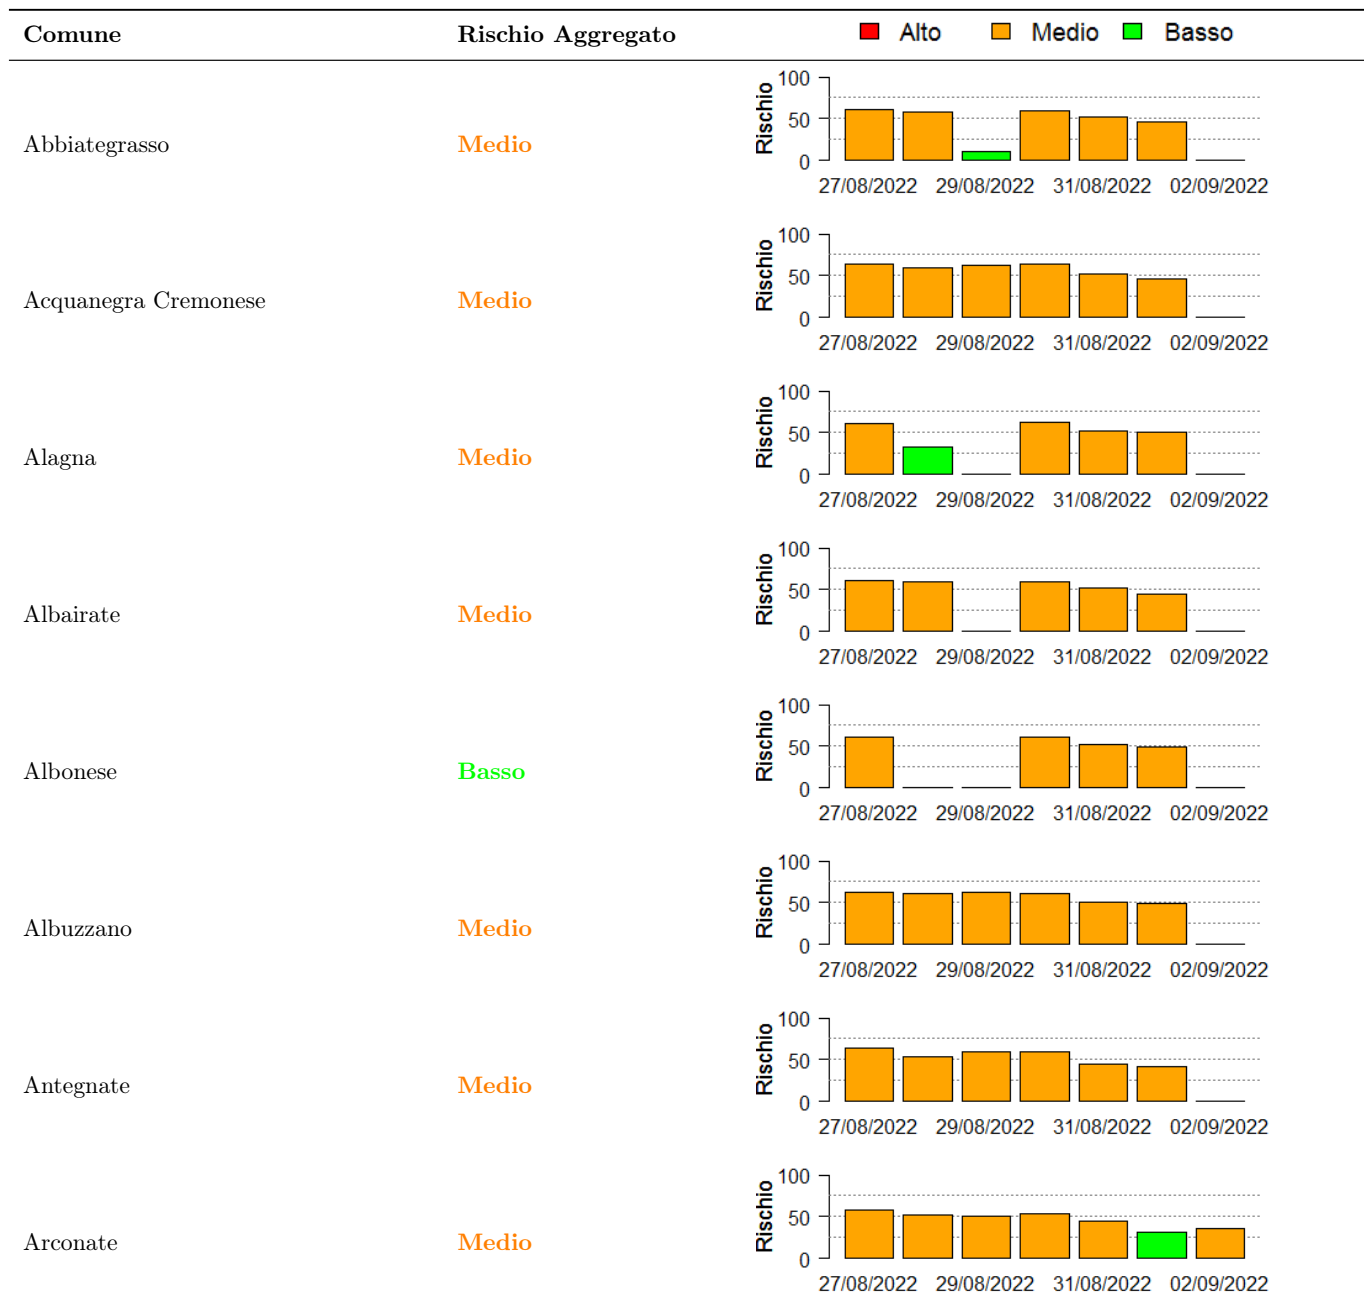 Comune Rischio Aggregato Alto Medio Basso
100
Rischio
50
Abbiategrasso Medio
0
27/08/2022 29/08/2022 31/08/2022 02/09/2022
100
Rischio
50
Acquanegra Cremonese Medio
0
27/08/2022 29/08/2022 31/08/2022 02/09/2022
100
Rischio
50
Alagna Medio
0
27/08/2022 29/08/2022 31/08/2022 02/09/2022
100
Rischio
50
Albairate Medio
0
27/08/2022 29/08/2022 31/08/2022 02/09/2022
100
Rischio
50
Albonese Basso
0
27/08/2022 29/08/2022 31/08/2022 02/09/2022
100
Rischio
50
Albuzzano Medio
0
27/08/2022 29/08/2022 31/08/2022 02/09/2022
100
Rischio
50
Antegnate Medio
0
27/08/2022 29/08/2022 31/08/2022 02/09/2022
100
Rischio
50
Arconate Medio
0
27/08/2022 29/08/2022 31/08/2022 02/09/2022